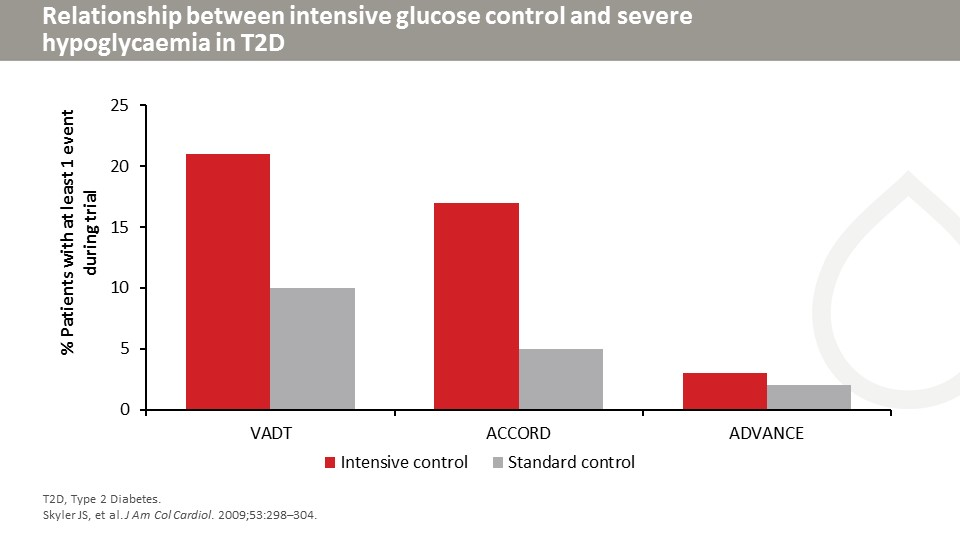 Relationship between intensive glucose control and severe
hypoglycaemia in T2D
% Patients with at least 1 event
during trial
25
20
15
10
5
0
VADT
ACCORD
ADVANCE
Intensive control
Standard control
T2D, Type 2 Diabetes.
Skyler JS, et al. J Am Col Cardiol. 2009;53:298–304.